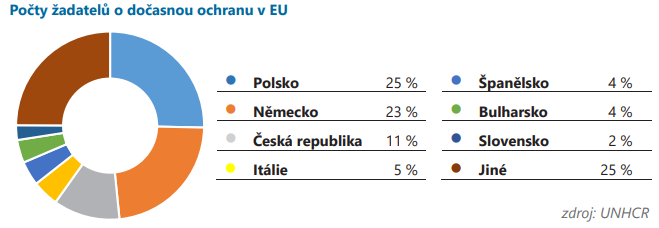 Počty žadatelů o dočasnou ochranu v EU
Polsko 25 %
Německo 23 %
Česká republika 11 %
Itálie 5 %
Španělsko 4 %
Bulharsko 4 %
Slovensko 2 %
Jiné 25 %
zdroj: UNHCR